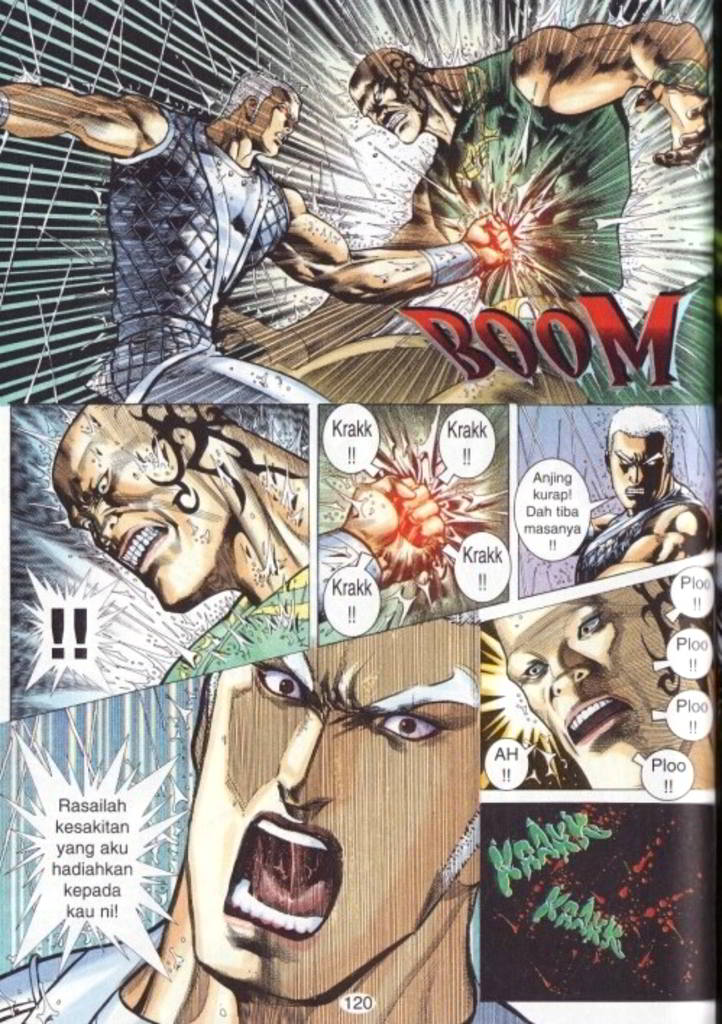 BOOM
!!
Krakk
!!
Krakk
!!
Krakk
!!
Krakk
!!
Anjing
kurap!
Dah tiba
masanya
!!
Rasailah
kesakitan
yang aku
hadiahkan
kepada
kau ni!
Ploo
!!
Ploo
!!
Ploo
!!
Ploo
!!
AH
!!
KRAKK
KRAKK
120